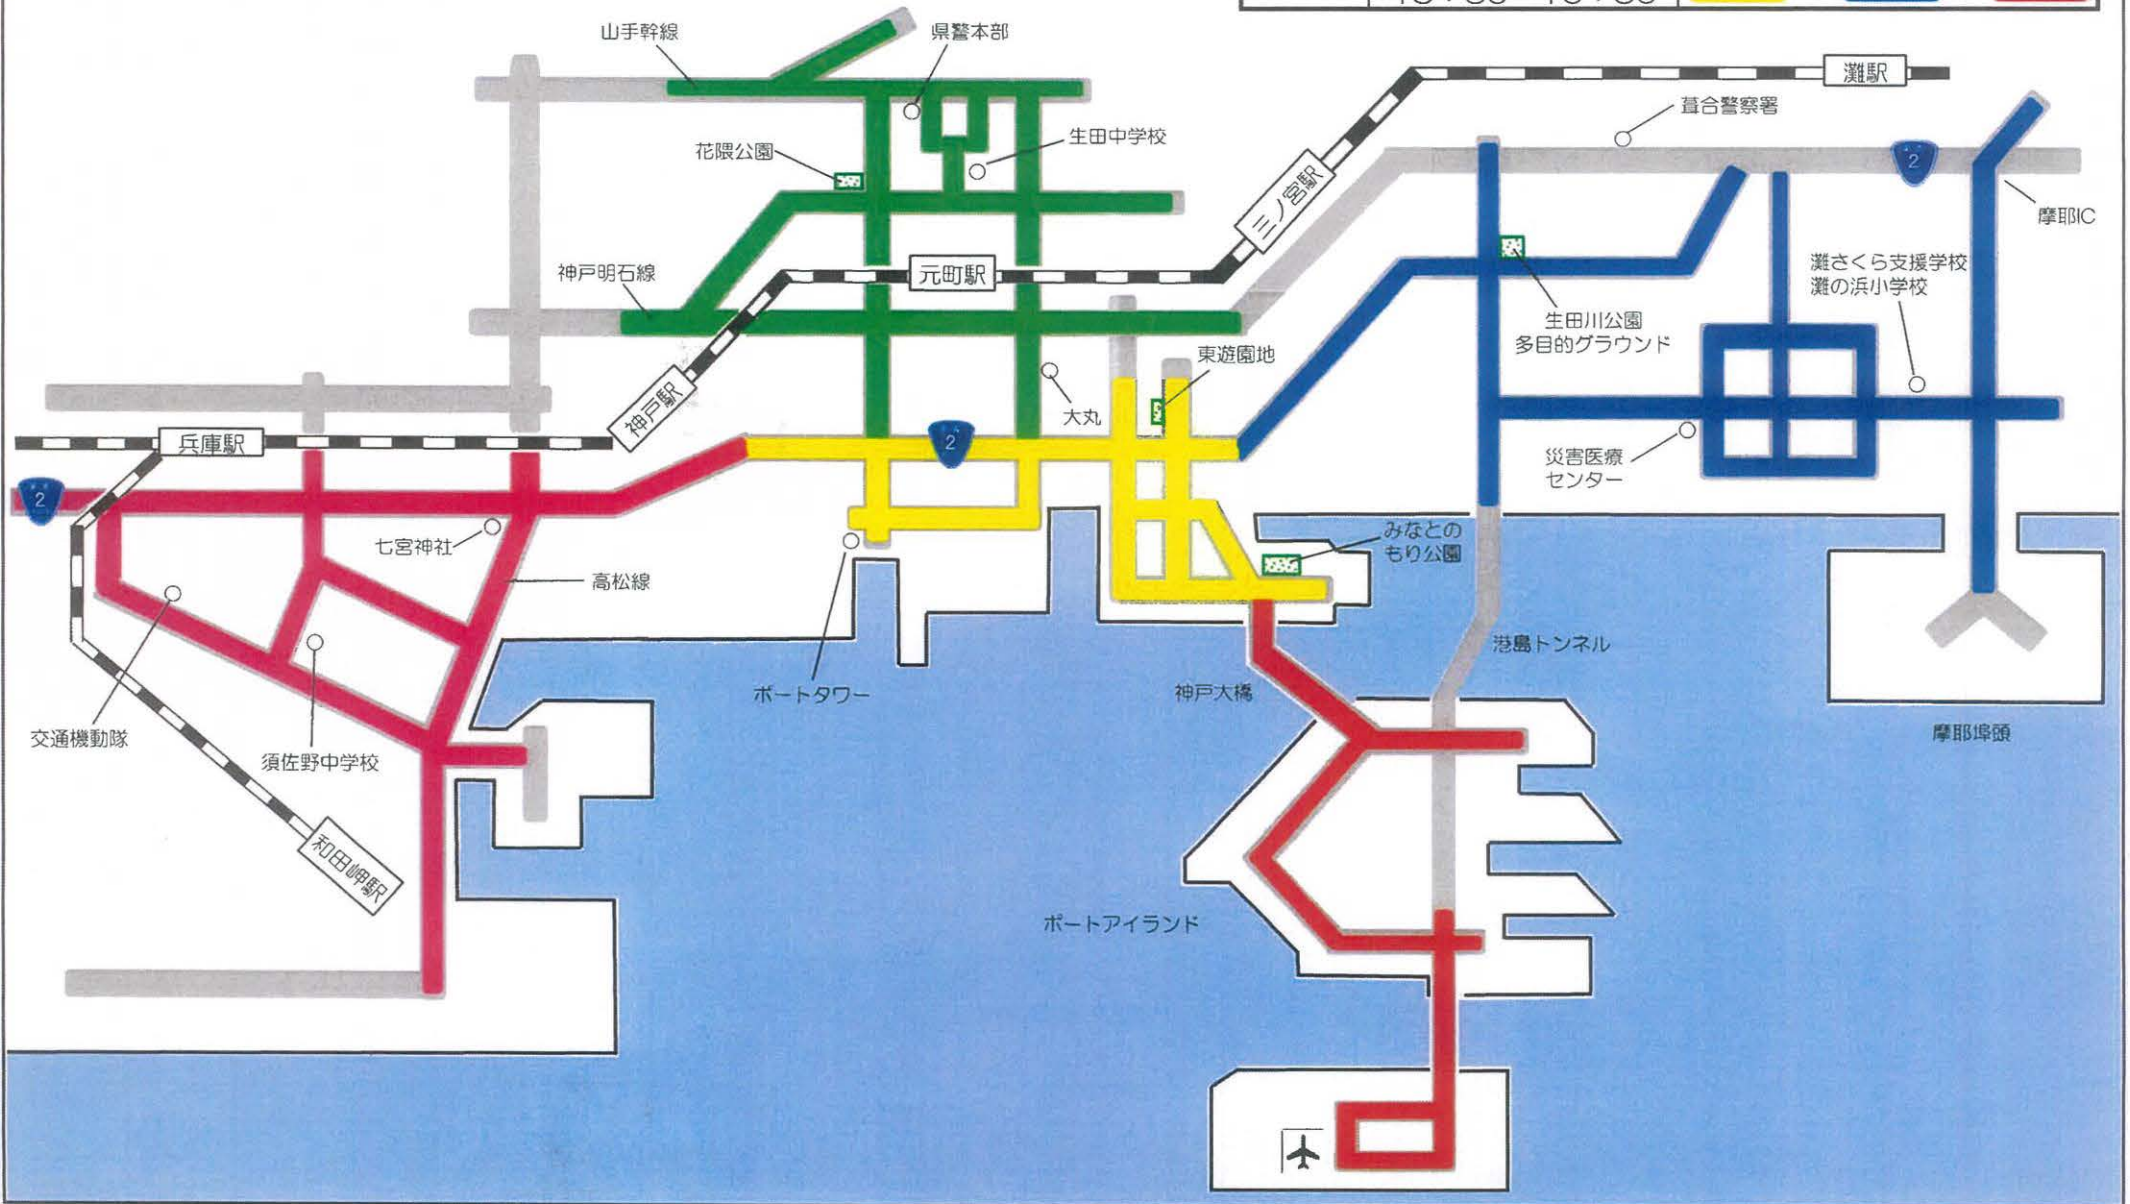 山手幹線
県警本部
灘駅
葺合警察署
生田中学校
花隈公園
2
三ノ宮駅
摩耶IC
神戸明石線
元町駅
灘さくら支援学校
灘の浜小学校
生田川公園
多目的グラウンド
東遊園地
神戸駅
大丸
兵庫駅
2
災害医療
センター
2
七宮神社
みなとの
もり公園
高松線
港島トンネル
ポートタワー
神戸大橋
交通機動隊
須佐野中学校
摩耶埠頭
和田岬駅
ポートアイランド